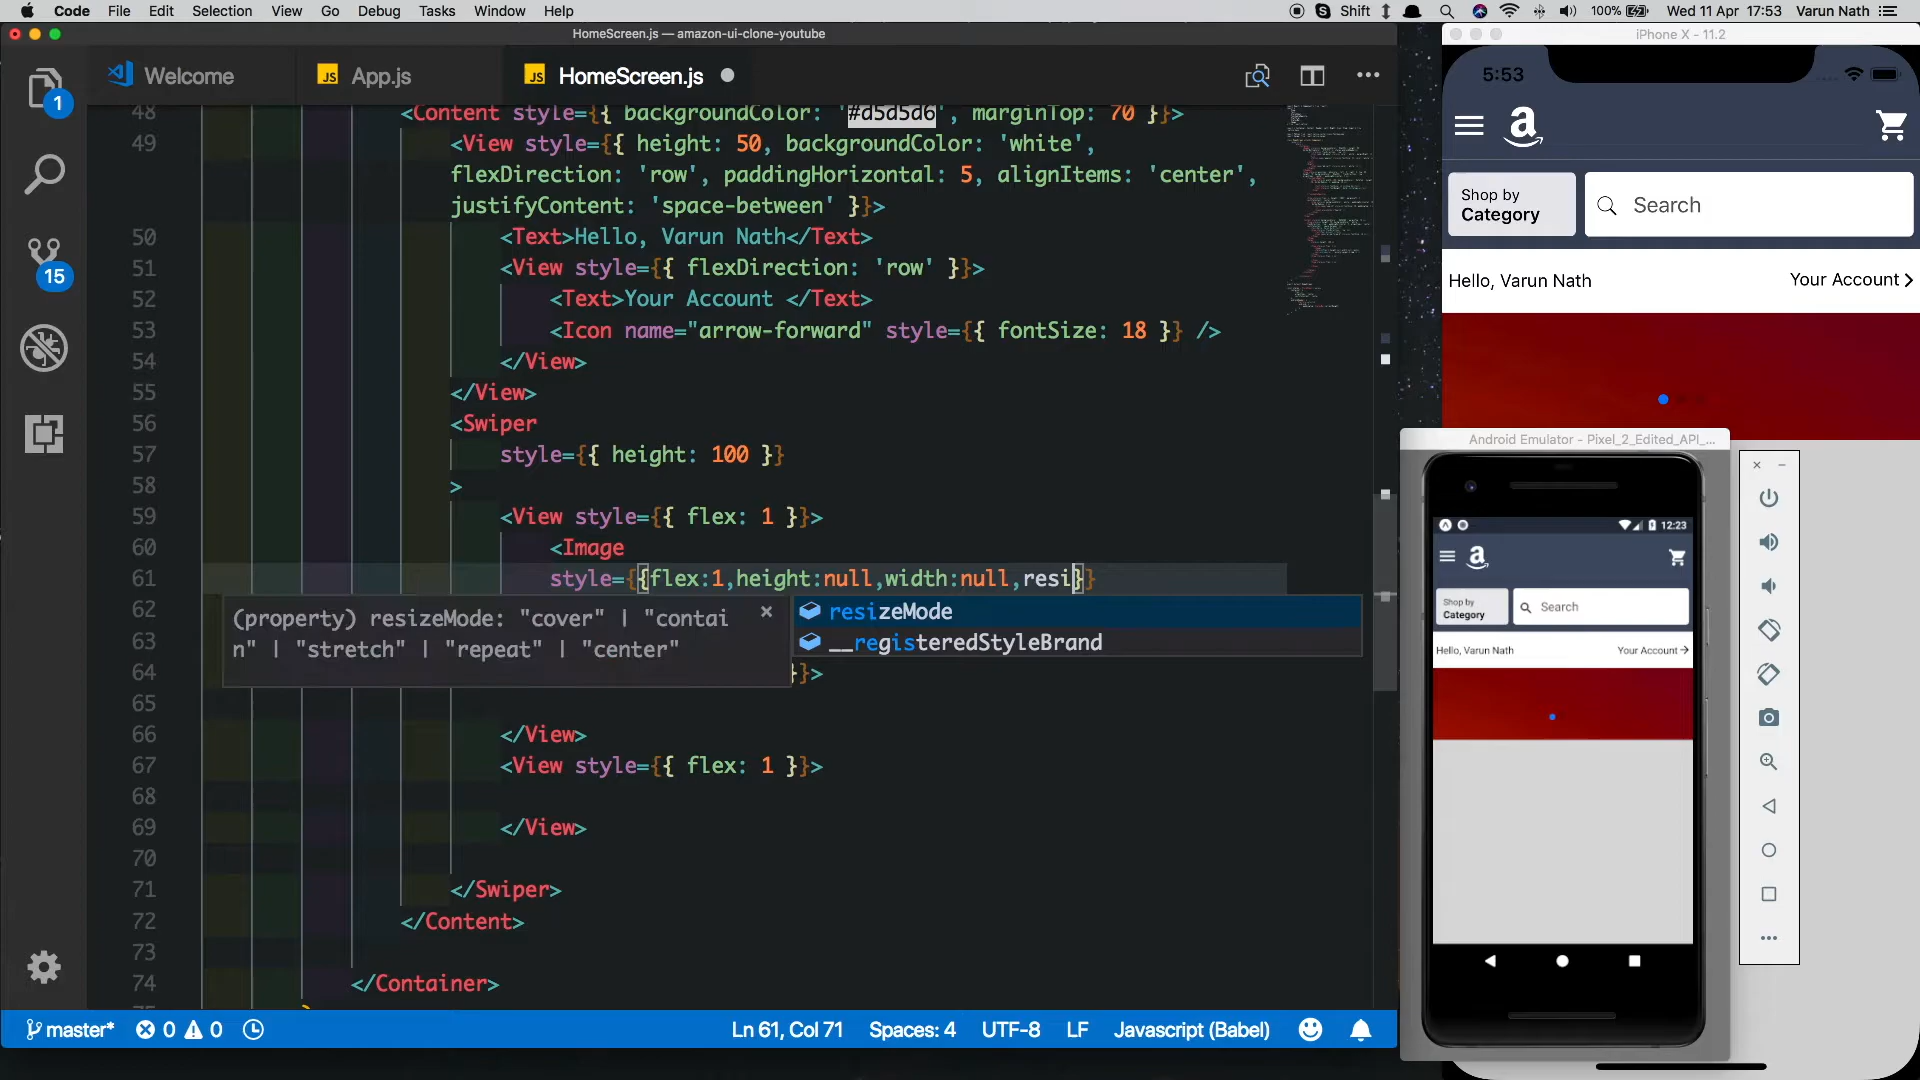 Code File Edit Selection View Go Debug Tasks Window Help
Shift 100% Wed 11 Apr 17:53 Varun Nath
HomeScreen.js — amazon-ui-clone-youtube
Welcome
JS App.js
JS HomeScreen.js
1
15
48 <Content style={{ backgroundColor: '#d5d5d6', marginTop: 70 }}>
49 <View style={{ height: 50, backgroundColor: 'white',
flexDirection: 'row', paddingHorizontal: 5, alignItems: 'center',
justifyContent: 'space-between' }}>
50 <Text>Hello, Varun Nath</Text>
51 <View style={{ flexDirection: 'row' }}>
52 <Text>Your Account </Text>
53 <Icon name="arrow-forward" style={{ fontSize: 18 }} />
54 </View>
55 </View>
56 <Swiper
57 style={{ height: 100 }}
58 >
59 <View style={{ flex: 1 }}>
60 <Image
61 style={{flex:1,height:null,width:null,resi}}
62
63
(property) resizeMode: "cover" | "contai
n" | "stretch" | "repeat" | "center"
×
resizeMode
__registeredStyleBrand
64 }>
65
66 </View>
67 <View style={{ flex: 1 }}>
68
69 </View>
70
71 </Swiper>
72 </Content>
73
74 </Container>
master* 0 0
Ln 61, Col 71 Spaces: 4 UTF-8 LF Javascript (Babel)
iPhone X - 11.2
5:53
a
Shop by
Category
Search
Hello, Varun Nath
Your Account
Android Emulator - Pixel_2_Edited_API_...
12:23
a
Shop by
Category
Search
Hello, Varun Nath
Your Account